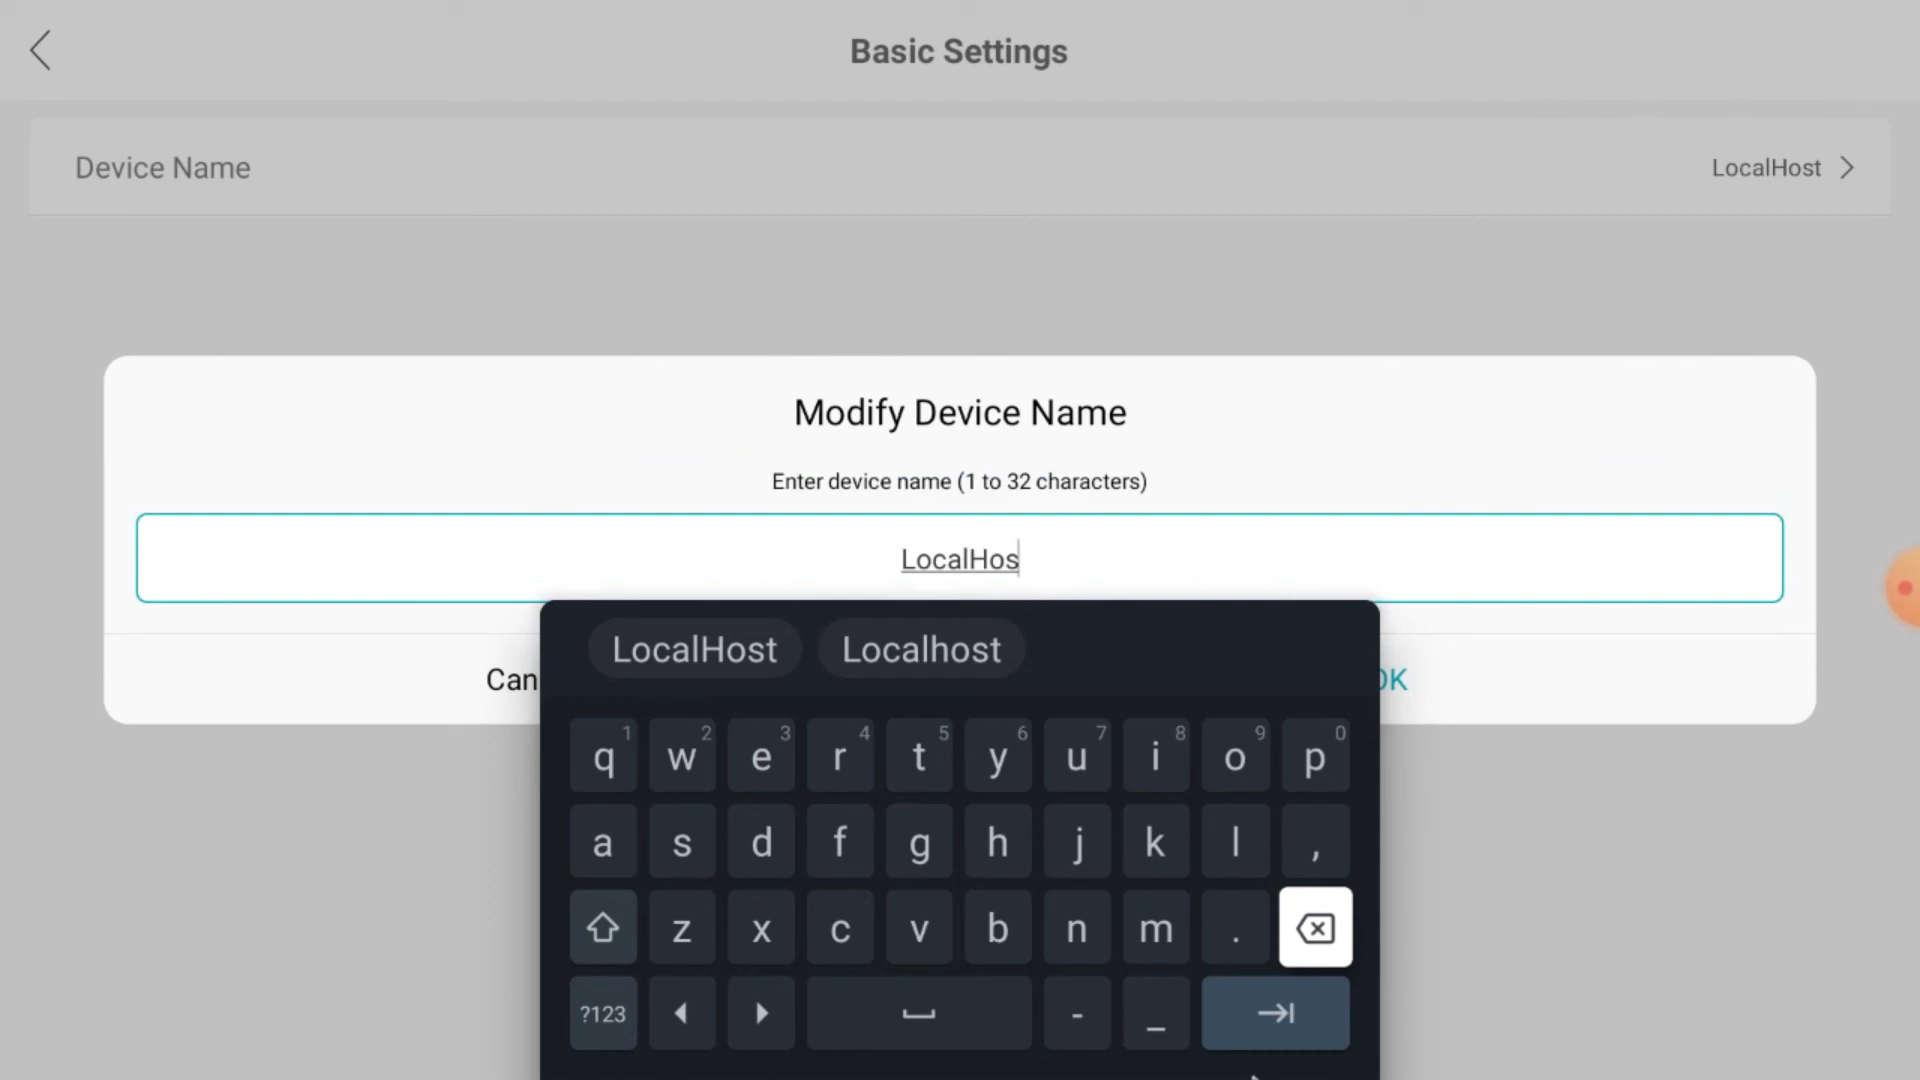 Basic Settings
Device Name LocalHost
Modify Device Name
Enter device name (1 to 32 characters)
LocalHos
LocalHost Localhost
Can OK
q 1 w 2 e 3 r 4 t 5 y 6 u 7 i 8 o 9 p 0
a s d f g h j k l ,
z x c v b n m .
?123 - _